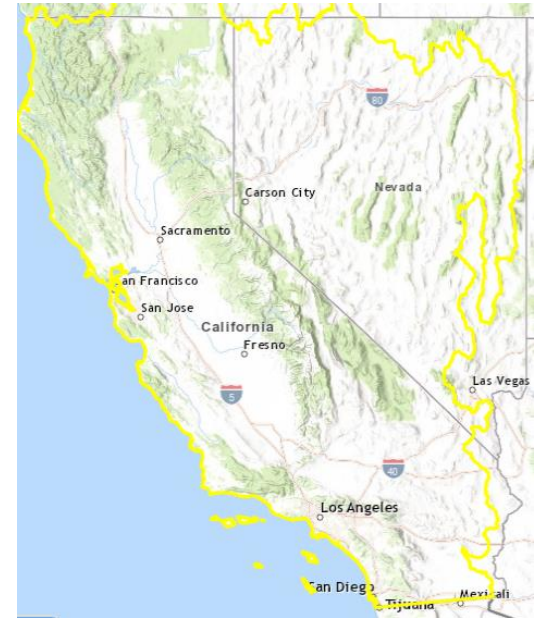 80
Carson City
Nevada
Sacramento
an Francisco
San Jose
California
Fresno
Las Vegas
5
40
Los Angeles
San Diego
Tijuana
Mexicali